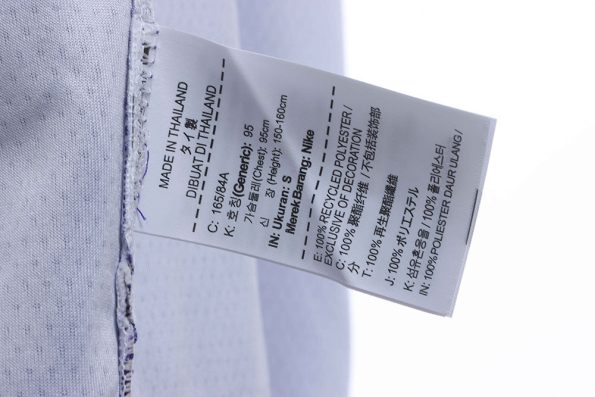 MADE IN THAILAND
タイ製
DIBUAT DI THAILAND
C: 165/84A
K: 호칭(Generic): 95
가슴둘레(Chest): 95cm
신 장 (Height): 150-160cm
IN: Ukuran: S
Merek Barang: Nike
E: 100% RECYCLED POLYESTER /
EXCLUSIVE OF DECORATION
C: 100% 聚酯纤维 / 不包括装饰部
分
T: 100% 再生聚酯纖維
J: 100% ポリエステル
K: 섬유혼용율 / 100% 폴리에스터
IN: 100% POLIESTER DAUR ULANG /